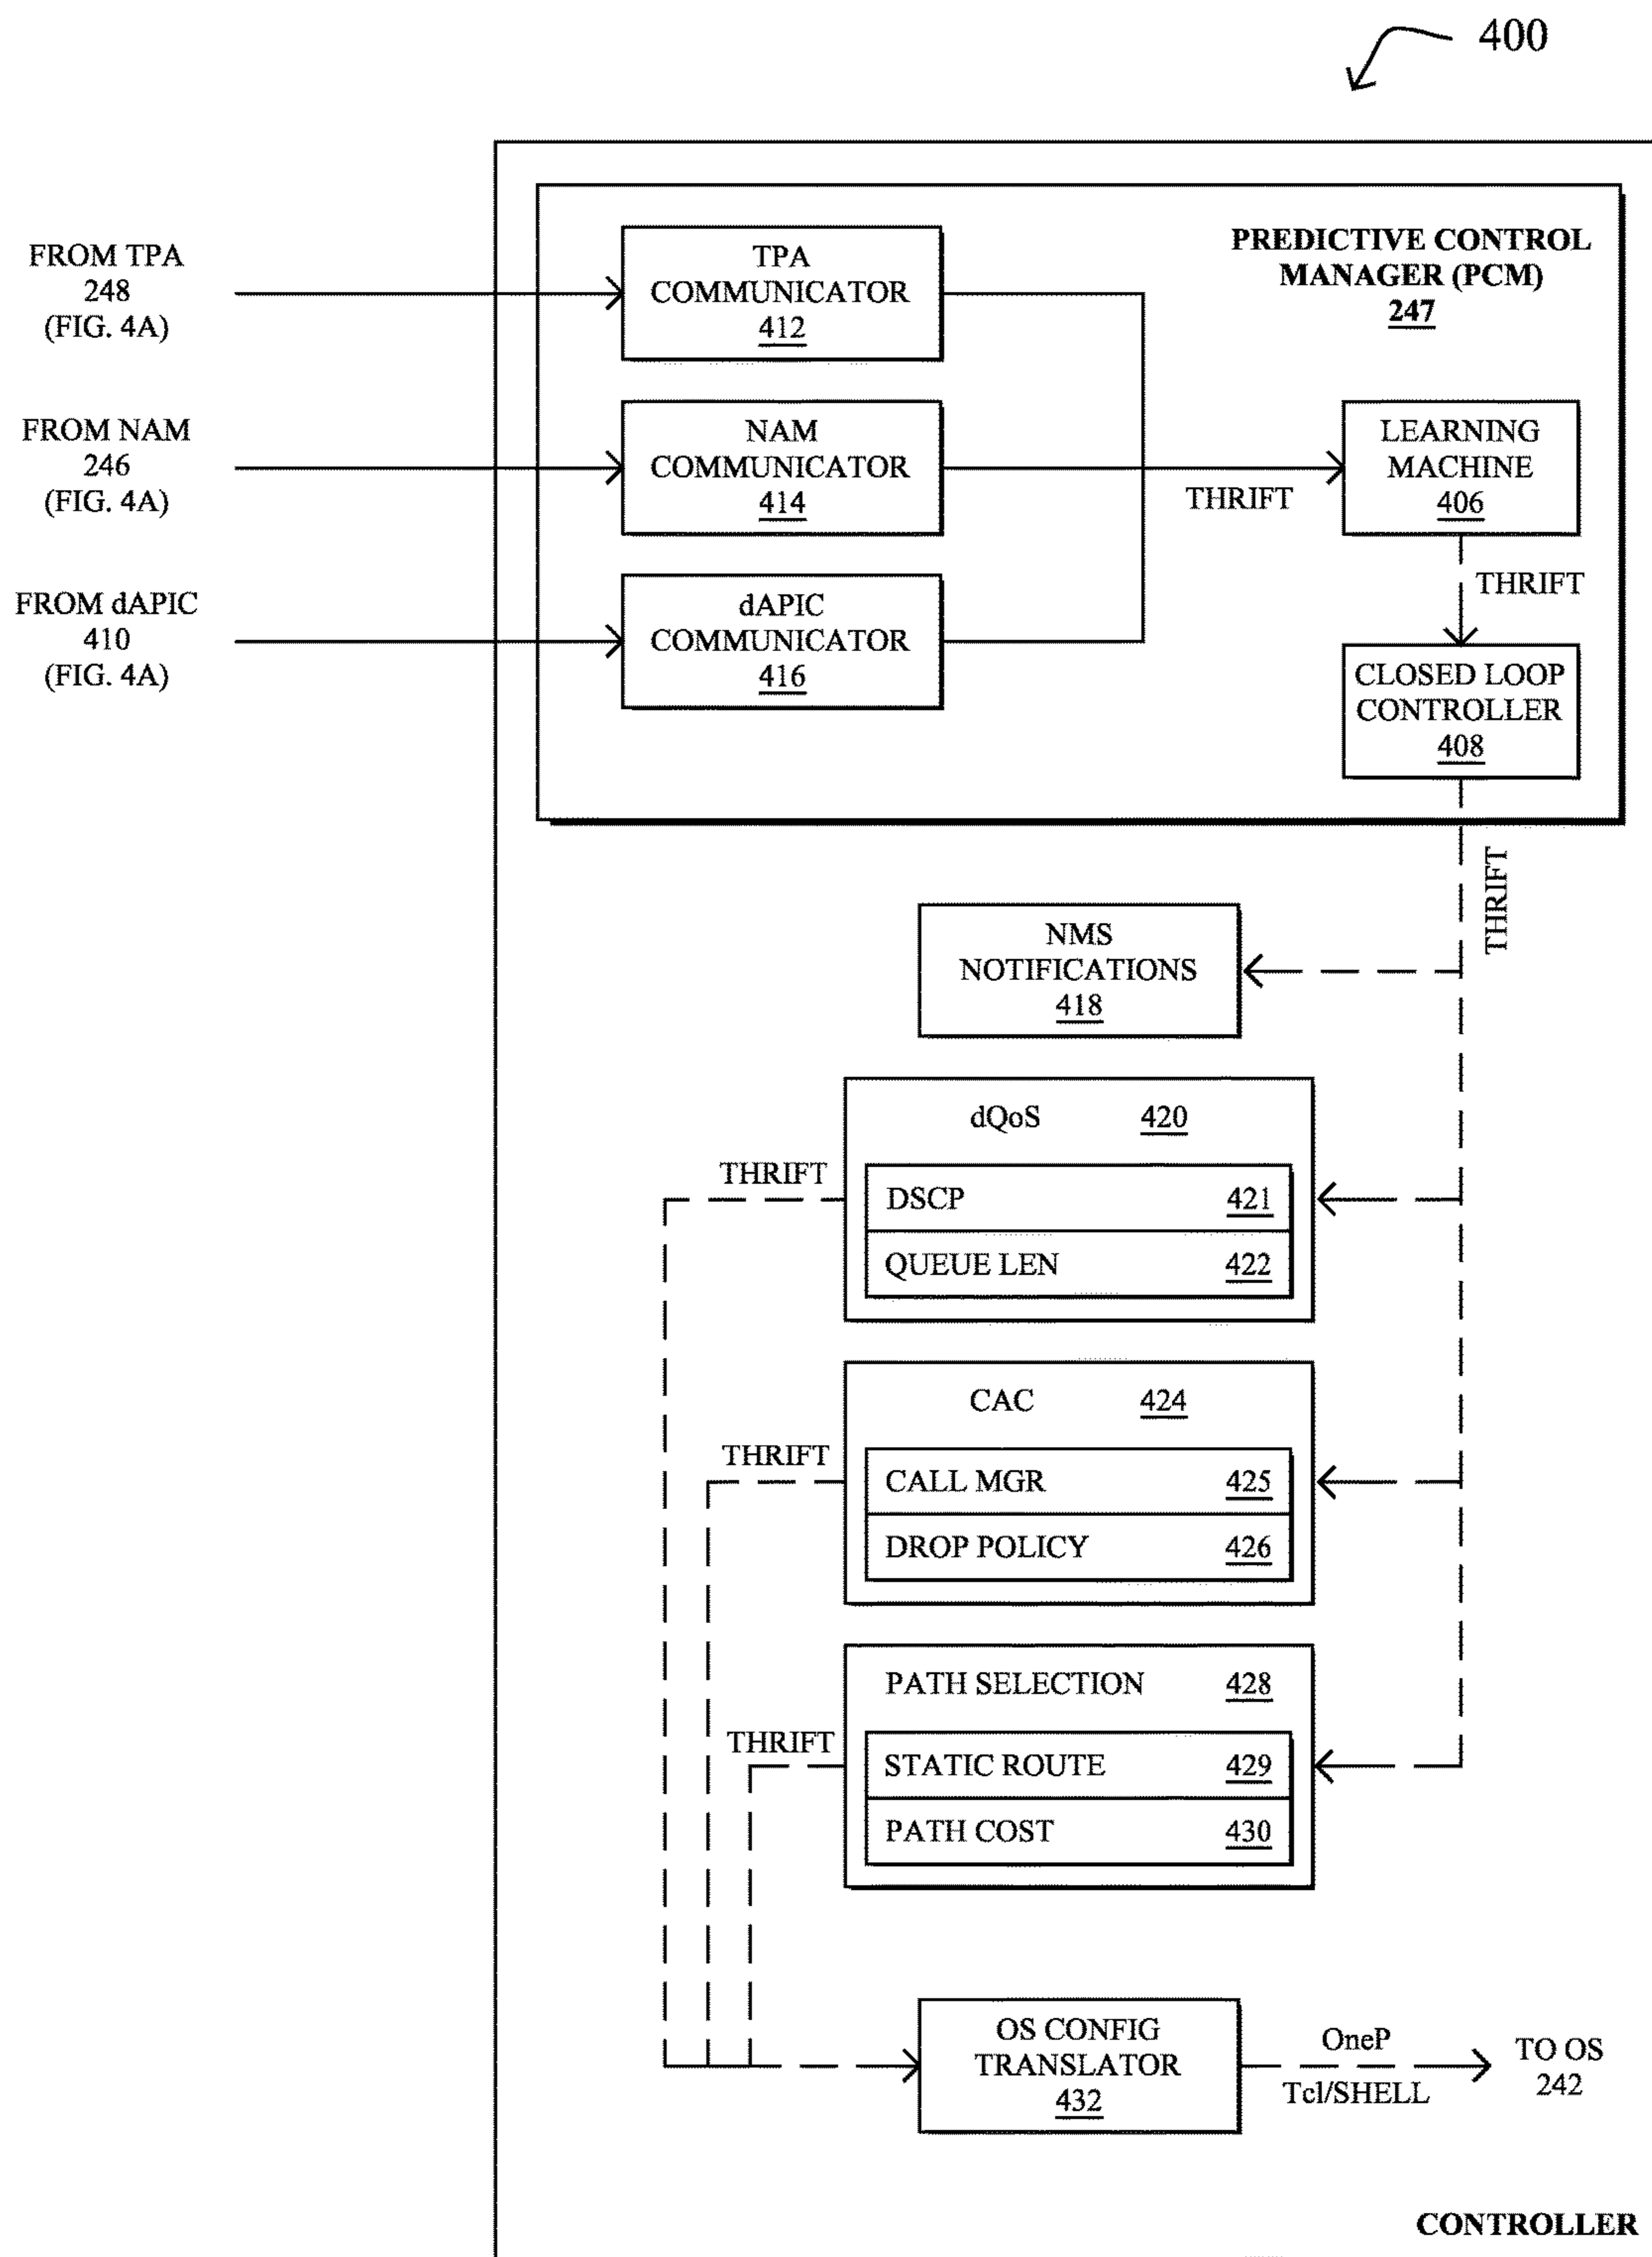 400
FROM TPA
248
(FIG. 4A)
TPA
COMMUNICATOR
412
PREDICTIVE CONTROL
MANAGER (PCM)
247
FROM NAM
246
(FIG. 4A)
NAM
COMMUNICATOR
414
THRIFT
LEARNING
MACHINE
406
THRIFT
FROM dAPIC
410
(FIG. 4A)
dAPIC
COMMUNICATOR
416
CLOSED LOOP
CONTROLLER
408
THRIFT
NMS
NOTIFICATIONS
418
dQoS 420
THRIFT
DSCP 421
QUEUE LEN 422
CAC 424
THRIFT
CALL MGR 425
DROP POLICY 426
PATH SELECTION 428
THRIFT
STATIC ROUTE 429
PATH COST 430
OS CONFIG
TRANSLATOR
432
OneP
Tcl/SHELL
TO OS
242
CONTROLLER